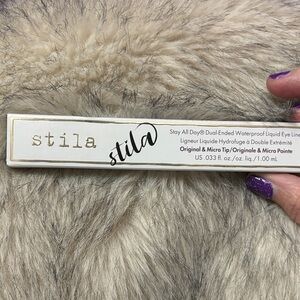 stila
stila
Stay All Day® Dual-Ended Waterproof Liquid Eye Line
Ligneur Liquide Hydrofuge à Double Extrémité
Original & Micro Tip/Originale & Micro Pointe
US .033 fl. oz./oz. liq./1.00 mL